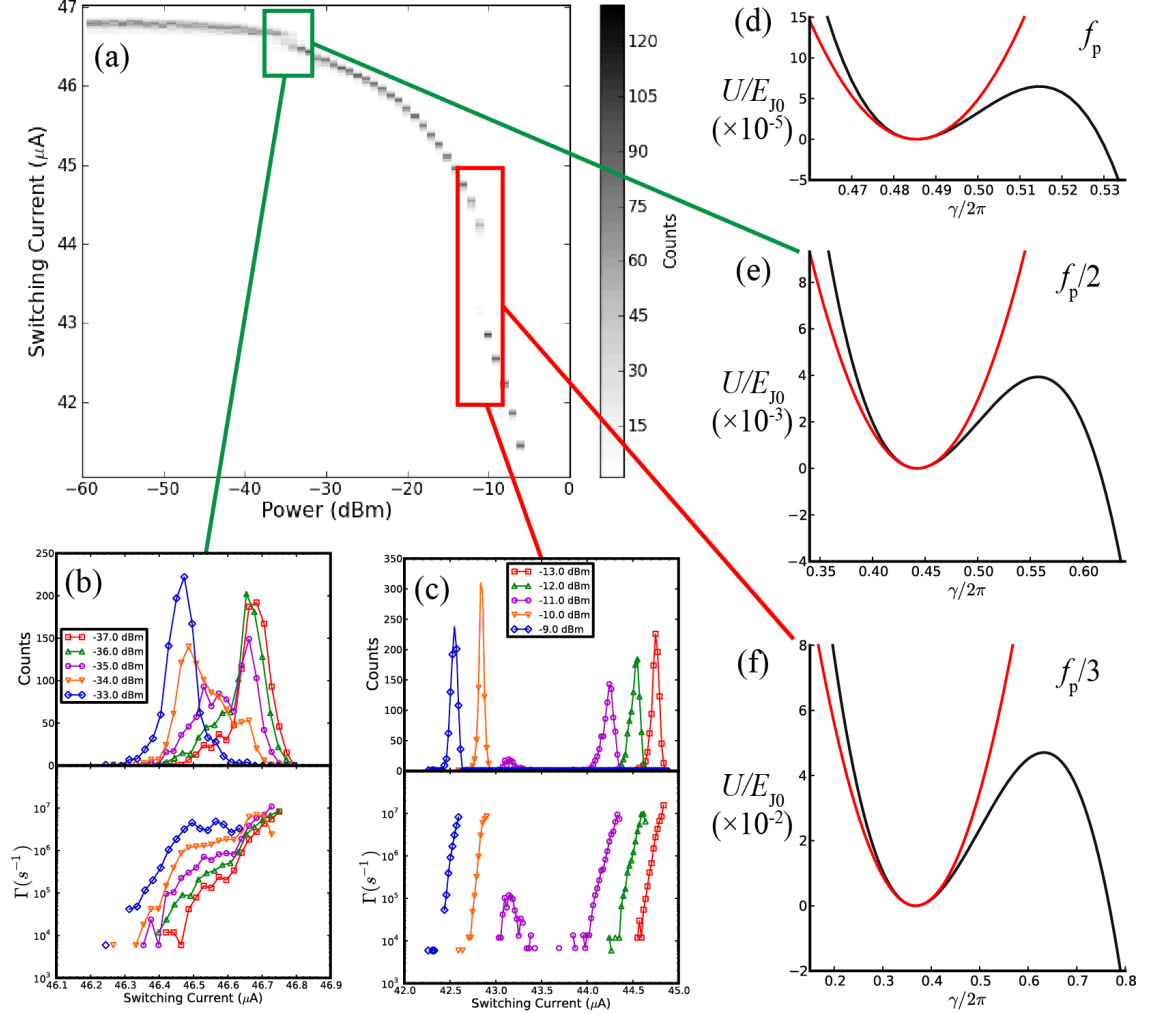 (a)
47
46
45
44
43
42
Switching Current (μA)
−60 −50 −40 −30 −20 −10 0
Power (dBm)
120
105
90
75
60
45
30
15
Counts
(d)
f_p
15
10
5
0
−5
U/E_J0
(×10^-5)
0.47 0.48 0.49 0.50 0.51 0.52 0.53
γ/2π
(e)
f_p/2
8
6
4
2
0
−2
−4
U/E_J0
(×10^-3)
0.35 0.40 0.45 0.50 0.55 0.60
γ/2π
(b)
250
200
150
100
50
0
Counts
-37.0 dBm
-36.0 dBm
-35.0 dBm
-34.0 dBm
-33.0 dBm
10^7
10^6
10^5
10^4
10^3
Γ(s^−1)
46.1 46.2 46.3 46.4 46.5 46.6 46.7 46.8 46.9
Switching Current (μA)
(c)
350
300
250
200
150
100
50
0
Counts
-13.0 dBm
-12.0 dBm
-11.0 dBm
-10.0 dBm
-9.0 dBm
10^7
10^6
10^5
10^4
10^3
Γ(s^−1)
42.0 42.5 43.0 43.5 44.0 44.5 45.0
Switching Current (μA)
(f)
f_p/3
8
6
4
2
0
−2
U/E_J0
(×10^-2)
0.2 0.3 0.4 0.5 0.6 0.7 0.8
γ/2π